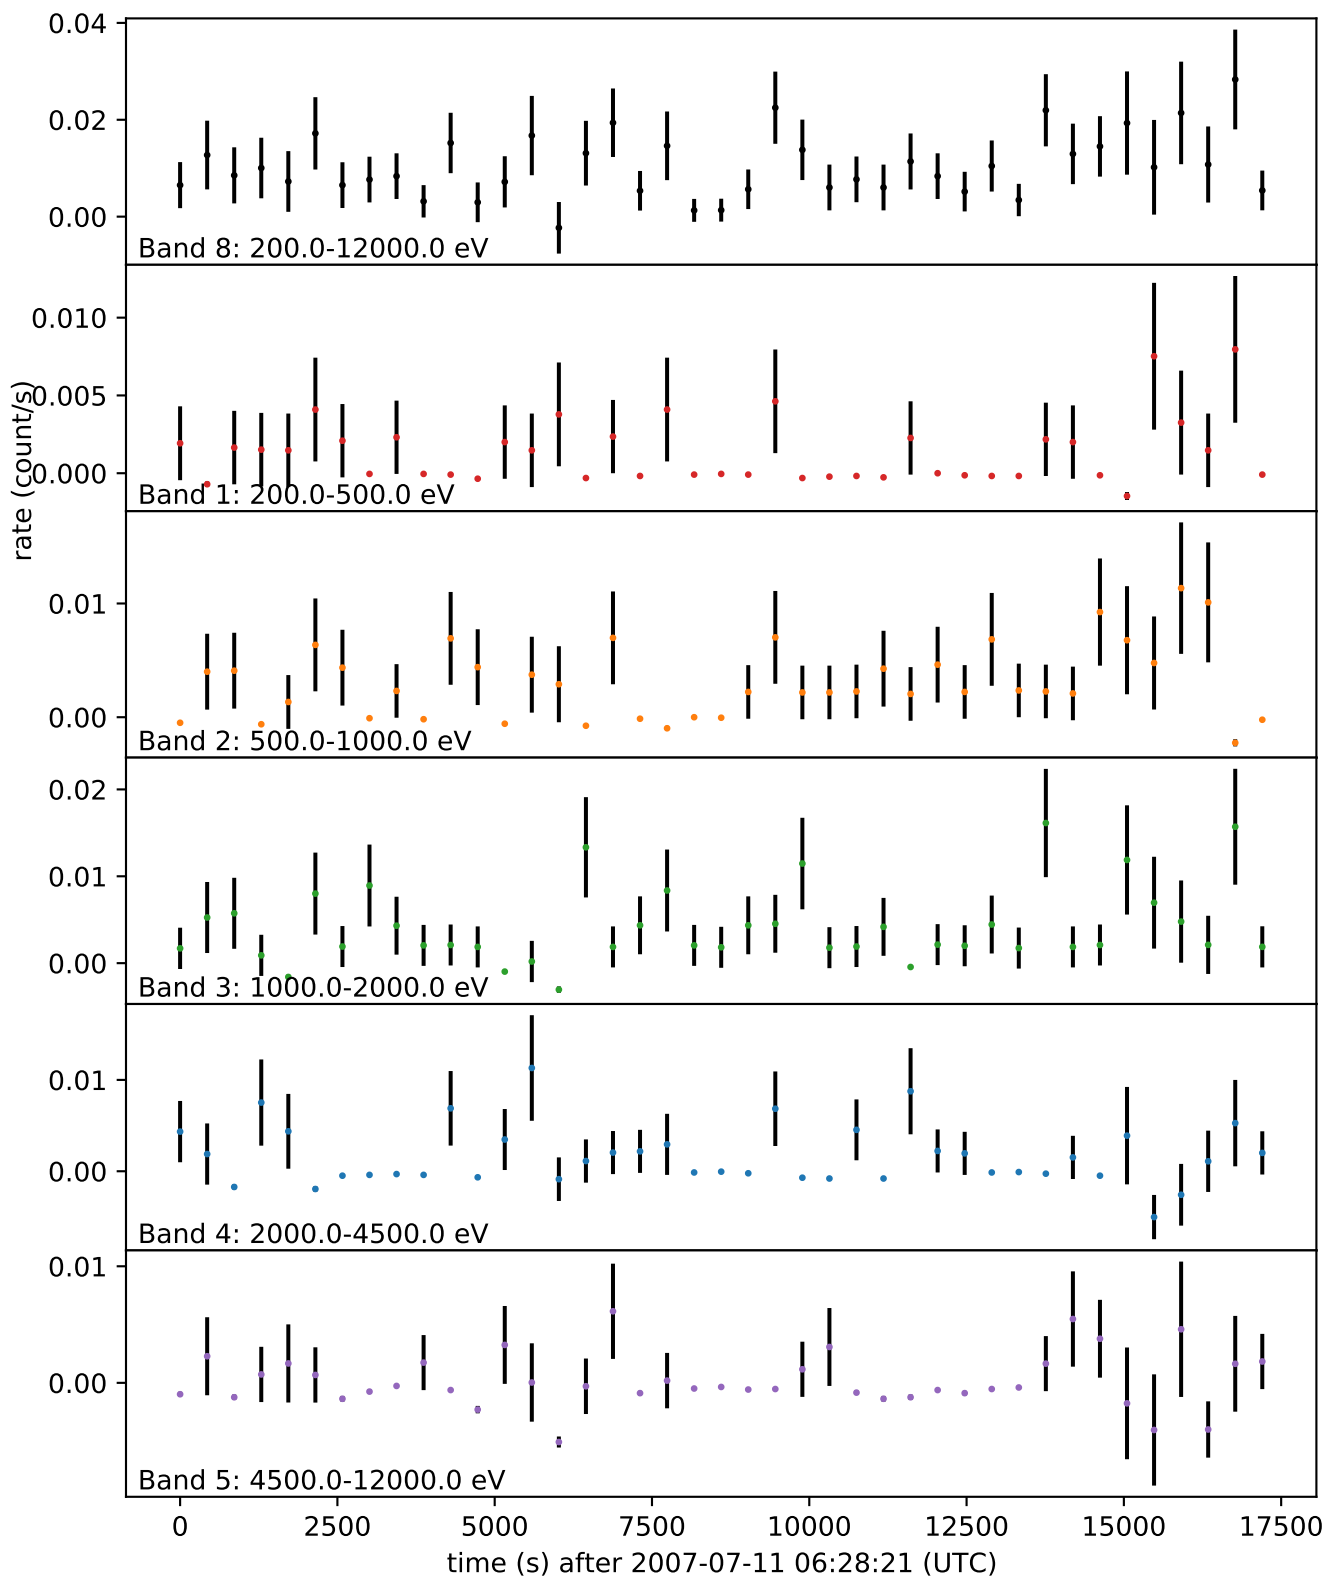 0.04
0.02
0.00
Band 8: 200.0-12000.0 eV
0.010
0.005
0.000
Band 1: 200.0-500.0 eV
rate (count/s)
0.01
0.00
Band 2: 500.0-1000.0 eV
0.02
0.01
0.00
Band 3: 1000.0-2000.0 eV
0.01
0.00
Band 4: 2000.0-4500.0 eV
0.01
0.00
Band 5: 4500.0-12000.0 eV
0 2500 5000 7500 10000 12500 15000 17500
time (s) after 2007-07-11 06:28:21 (UTC)